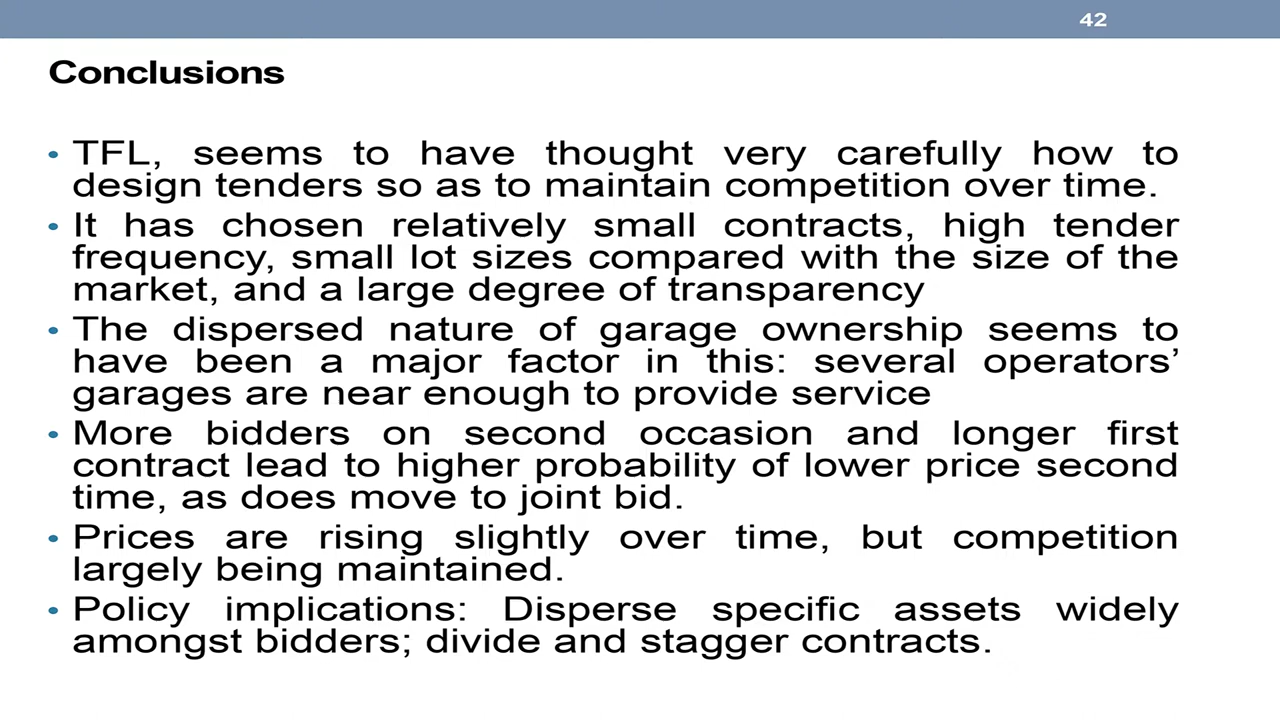 42
Conclusions
• TFL, seems to have thought very carefully how to
design tenders so as to maintain competition over time.
• It has chosen relatively small contracts, high tender
frequency, small lot sizes compared with the size of the
market, and a large degree of transparency
• The dispersed nature of garage ownership seems to
have been a major factor in this: several operators’
garages are near enough to provide service
• More bidders on second occasion and longer first
contract lead to higher probability of lower price second
time, as does move to joint bid.
• Prices are rising slightly over time, but competition
largely being maintained.
• Policy implications: Disperse specific assets widely
amongst bidders; divide and stagger contracts.